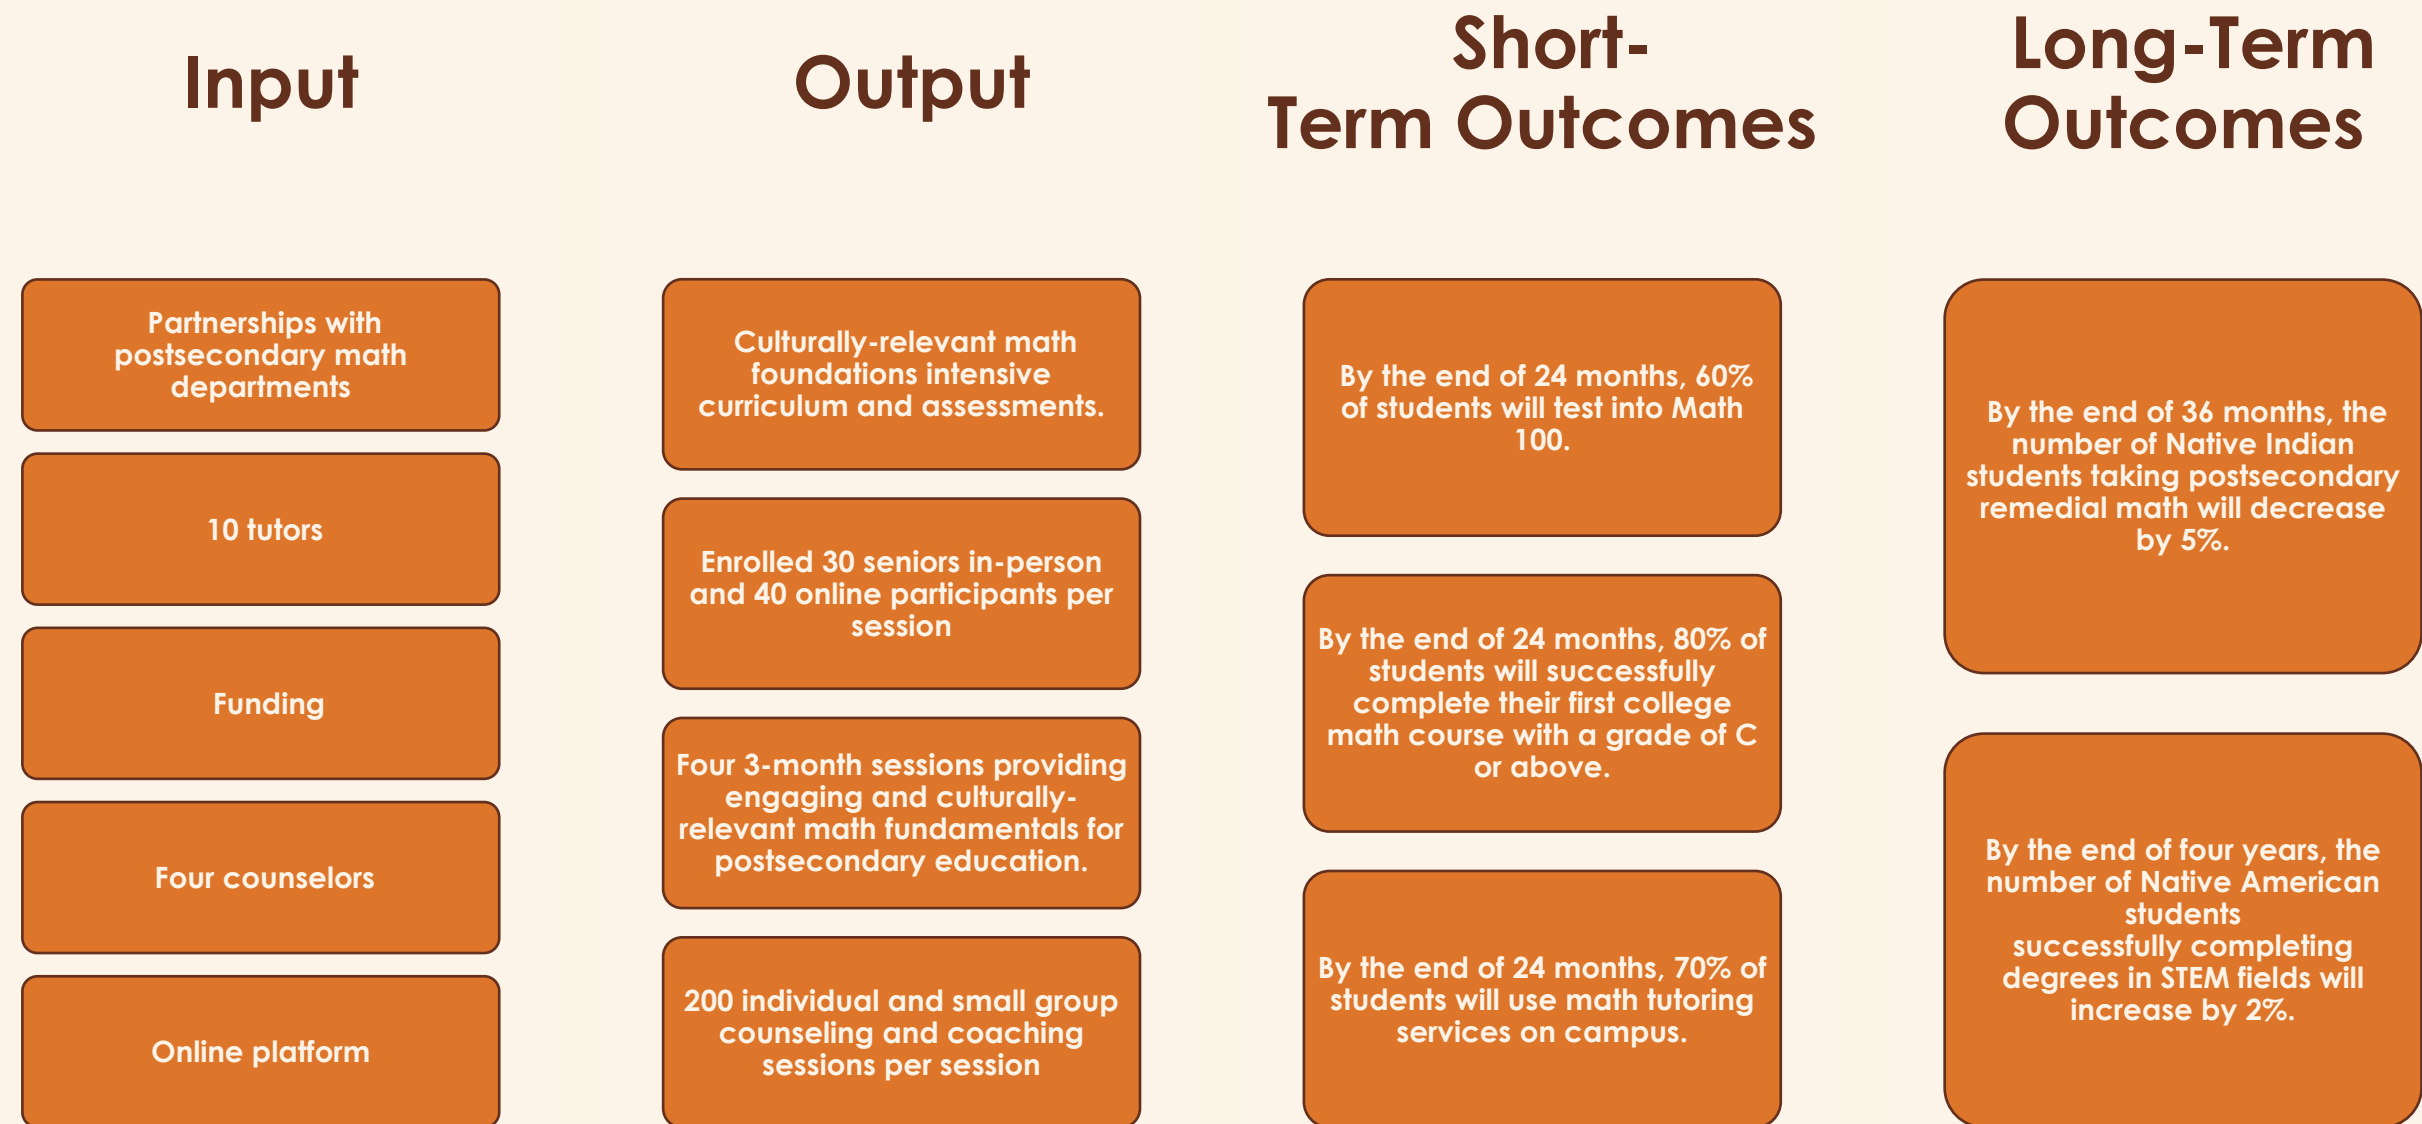 Input
Partnerships with
postsecondary math
departments
10 tutors
Funding
Four counselors
Online platform
Output
Culturally-relevant math
foundations intensive
curriculum and assessments.
Enrolled 30 seniors in-person
and 40 online participants per
session
Four 3-month sessions providing
engaging and culturally-
relevant math fundamentals for
postsecondary education.
200 individual and small group
counseling and coaching
sessions per session
Short-
Term Outcomes
By the end of 24 months, 60%
of students will test into Math
100.
By the end of 24 months, 80% of
students will successfully
complete their first college
math course with a grade of C
or above.
By the end of 24 months, 70% of
students will use math tutoring
services on campus.
Long-Term
Outcomes
By the end of 36 months, the
number of Native Indian
students taking postsecondary
remedial math will decrease
by 5%.
By the end of four years, the
number of Native American
students
successfully completing
degrees in STEM fields will
increase by 2%.